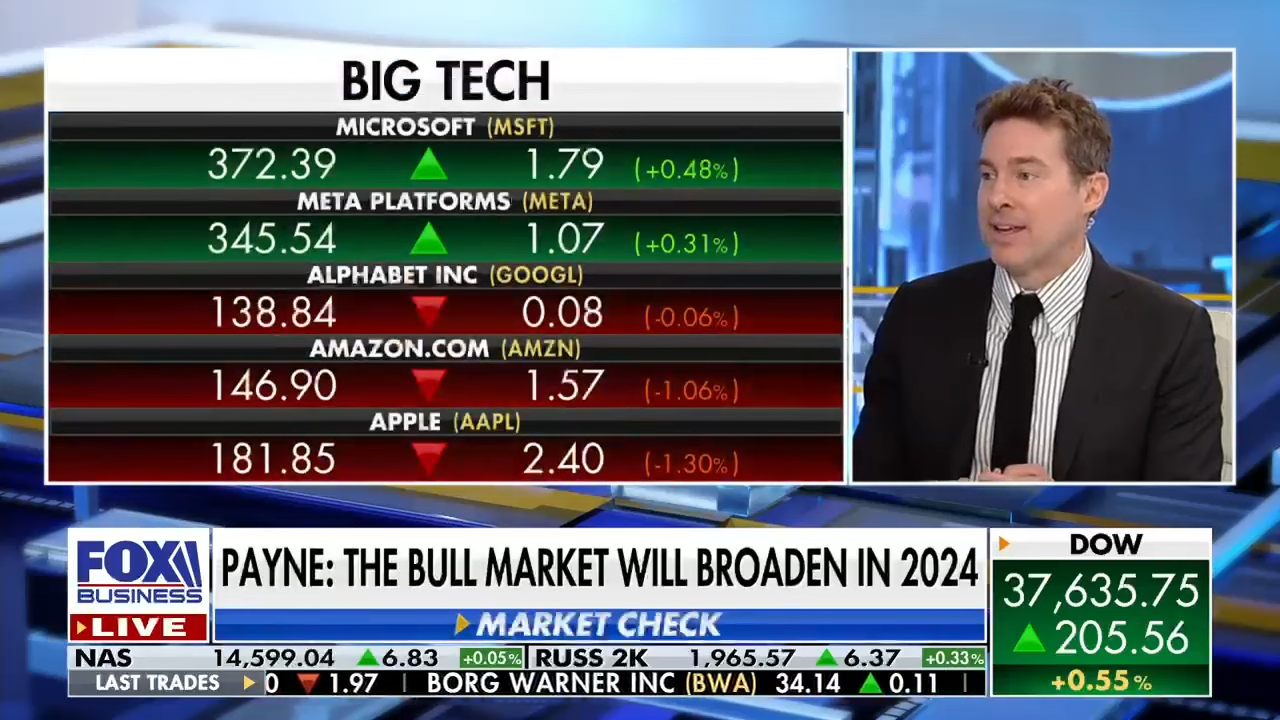 BIG TECH
MICROSOFT (MSFT)
372.39 ▲ 1.79 (+0.48%)
META PLATFORMS (META)
345.54 ▲ 1.07 (+0.31%)
ALPHABET INC (GOOGL)
138.84 ▼ 0.08 (-0.06%)
AMAZON.COM (AMZN)
146.90 ▼ 1.57 (-1.06%)
APPLE (AAPL)
181.85 ▼ 2.40 (-1.30%)
FOX
BUSINESS
LIVE
PAYNE: THE BULL MARKET WILL BROADEN IN 2024
MARKET CHECK
DOW
37,635.75
▲ 205.56
+0.55%
NAS 14,599.04 ▲ 6.83 +0.05% RUSS 2K 1,965.57 ▲ 6.37 +0.33%
LAST TRADES 0 ▼ 1.97 | BORG WARNER INC (BWA) 34.14 ▲ 0.11 |